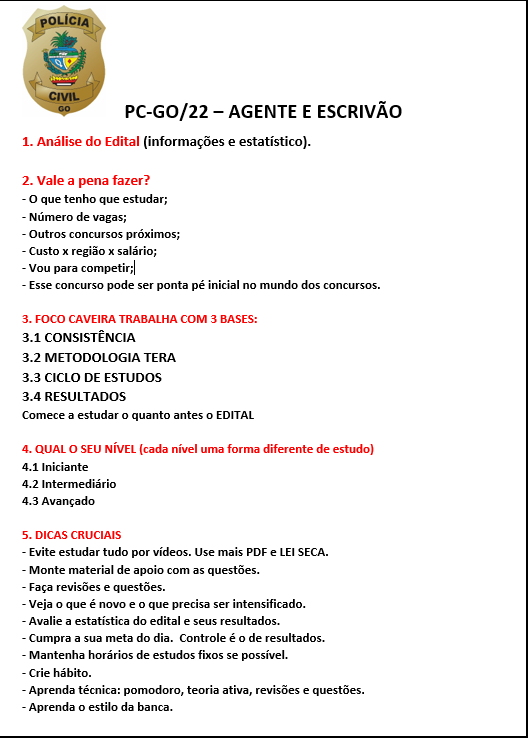 POLÍCIA
CIVIL
GO
PC-GO/22 – AGENTE E ESCRIVÃO
1. Análise do Edital (informações e estatístico).
2. Vale a pena fazer?
- O que tenho que estudar;
- Número de vagas;
- Outros concursos próximos;
- Custo x região x salário;
- Vou para competir;
- Esse concurso pode ser ponta pé inicial no mundo dos concursos.
3. FOCO CAVEIRA TRABALHA COM 3 BASES:
3.1 CONSISTÊNCIA
3.2 METODOLOGIA TERA
3.3 CICLO DE ESTUDOS
3.4 RESULTADOS
Comece a estudar o quanto antes o EDITAL
4. QUAL O SEU NÍVEL (cada nível uma forma diferente de estudo)
4.1 Iniciante
4.2 Intermediário
4.3 Avançado
5. DICAS CRUCIAIS
- Evite estudar tudo por vídeos. Use mais PDF e LEI SECA.
- Monte material de apoio com as questões.
- Faça revisões e questões.
- Veja o que é novo e o que precisa ser intensificado.
- Avalie a estatística do edital e seus resultados.
- Cumpra a sua meta do dia.  Controle é o de resultados.
- Mantenha horários de estudos fixos se possível.
- Crie hábito.
- Aprenda técnica: pomodoro, teoria ativa, revisões e questões.
- Aprenda o estilo da banca.